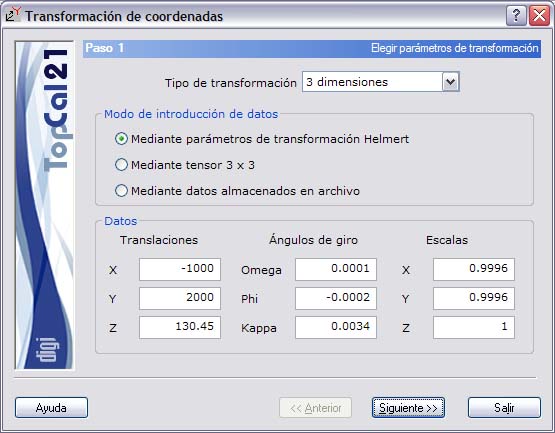 Transformación de coordenadas
Paso 1 Elegir parámetros de transformación
TopCal 21
digi
Tipo de transformación 3 dimensiones
Modo de introducción de datos
Mediante parámetros de transformación Helmert
Mediante tensor 3 x 3
Mediante datos almacenados en archivo
Datos
Translaciones Ángulos de giro Escalas
X -1000 Omega 0.0001 X 0.9996
Y 2000 Phi -0.0002 Y 0.9996
Z 130.45 Kappa 0.0034 Z 1
Ayuda << Anterior Siguiente >> Salir